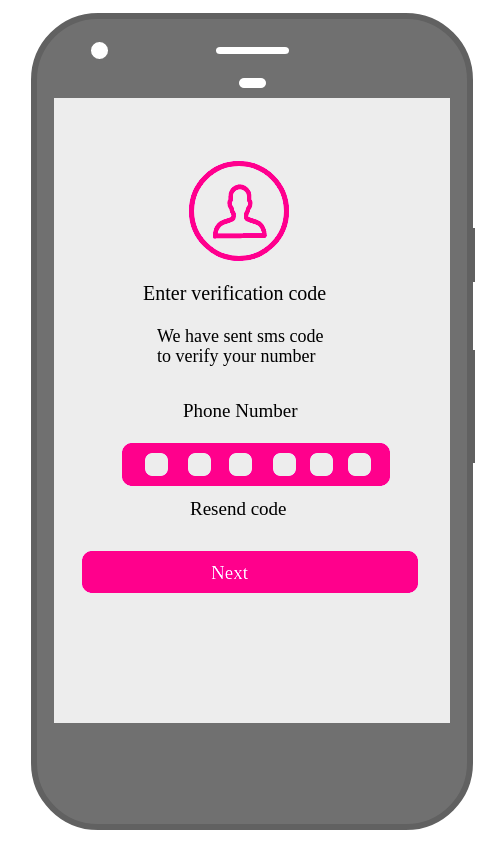 Enter verification code
We have sent sms code
to verify your number
Phone Number
Resend code
Next